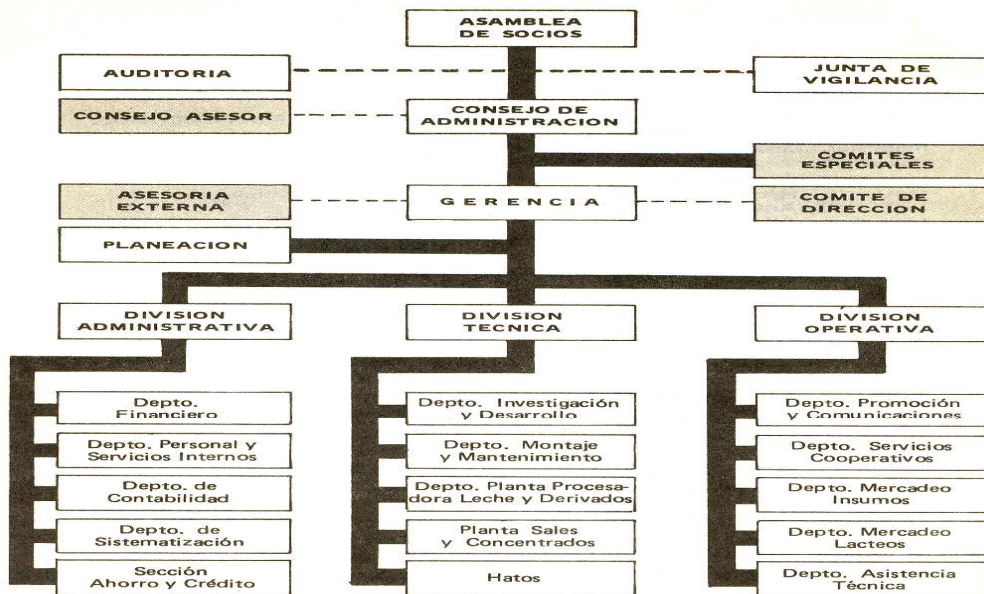 ASAMBLEA
DE SOCIOS
AUDITORIA
JUNTA DE
VIGILANCIA
CONSEJO ASESOR
CONSEJO DE
ADMINISTRACION
COMITES
ESPECIALES
ASESORIA
EXTERNA
GERENCIA
COMITE DE
DIRECCION
PLANEACION
DIVISION
ADMINISTRATIVA
DIVISION
TECNICA
DIVISION
OPERATIVA
Depto.
Financiero
Depto. Personal y
Servicios Internos
Depto. de
Contabilidad
Depto. de
Sistematización
Sección
Ahorro y Crédito
Depto. Investigación
y Desarrollo
Depto. Montaje
y Mantenimiento
Depto. Planta Procesa-
dora Leche y Derivados
Planta Sales
y Concentrados
Hatos
Depto. Promoción
y Comunicaciones
Depto. Servicios
Cooperativos
Depto. Mercadeo
Insumos
Depto. Mercadeo
Lacteos
Depto. Asistencia
Técnica